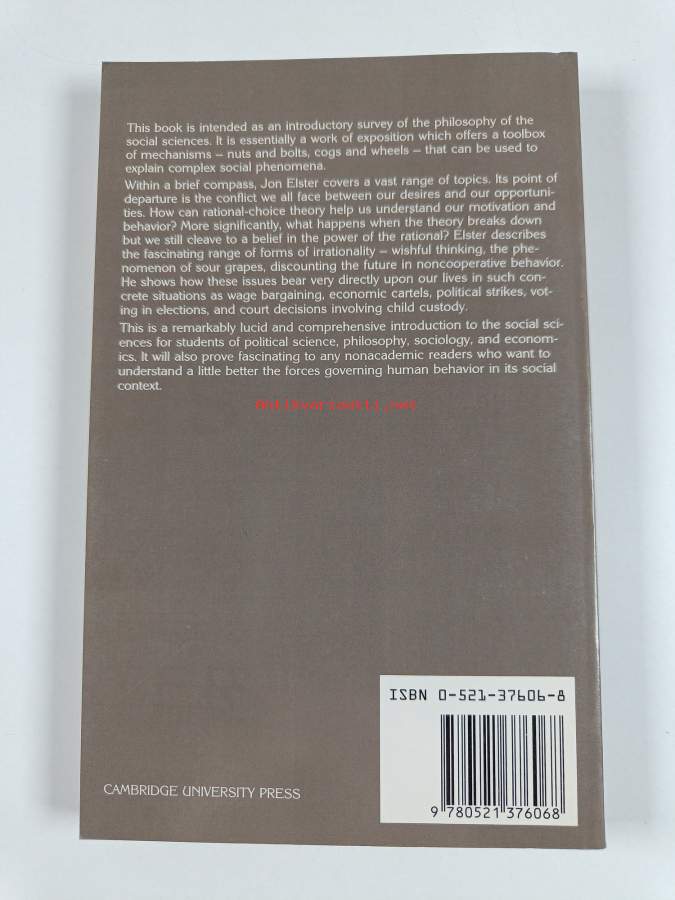 This book is intended as an introductory survey of the philosophy of the
social sciences. It is essentially a work of exposition which offers a toolbox
of mechanisms – nuts and bolts, cogs and wheels – that can be used to
explain complex social phenomena.
Within a brief compass, Jon Elster covers a vast range of topics. Its point of
departure is the conflict we all face between our desires and our opportuni-
ties. How can rational-choice theory help us understand our motivation and
behavior? More significantly, what happens when the theory breaks down
but we still cleave to a belief in the power of the rational? Elster describes
the fascinating range of forms of irrationality – wishful thinking, the phe-
nomenon of sour grapes, discounting the future in noncooperative behavior.
He shows how these issues bear very directly upon our lives in such con-
crete situations as wage bargaining, economic cartels, political strikes, vot-
ing in elections, and court decisions involving child custody.
This is a remarkably lucid and comprehensive introduction to the social sci-
ences for students of political science, philosophy, sociology, and econom-
ics. It will also prove fascinating to any nonacademic readers who want to
understand a little better the forces governing human behavior in its social
context.
Antikvariaatti.net
ISBN 0-521-37606-8
9 780521 376068
CAMBRIDGE UNIVERSITY PRESS